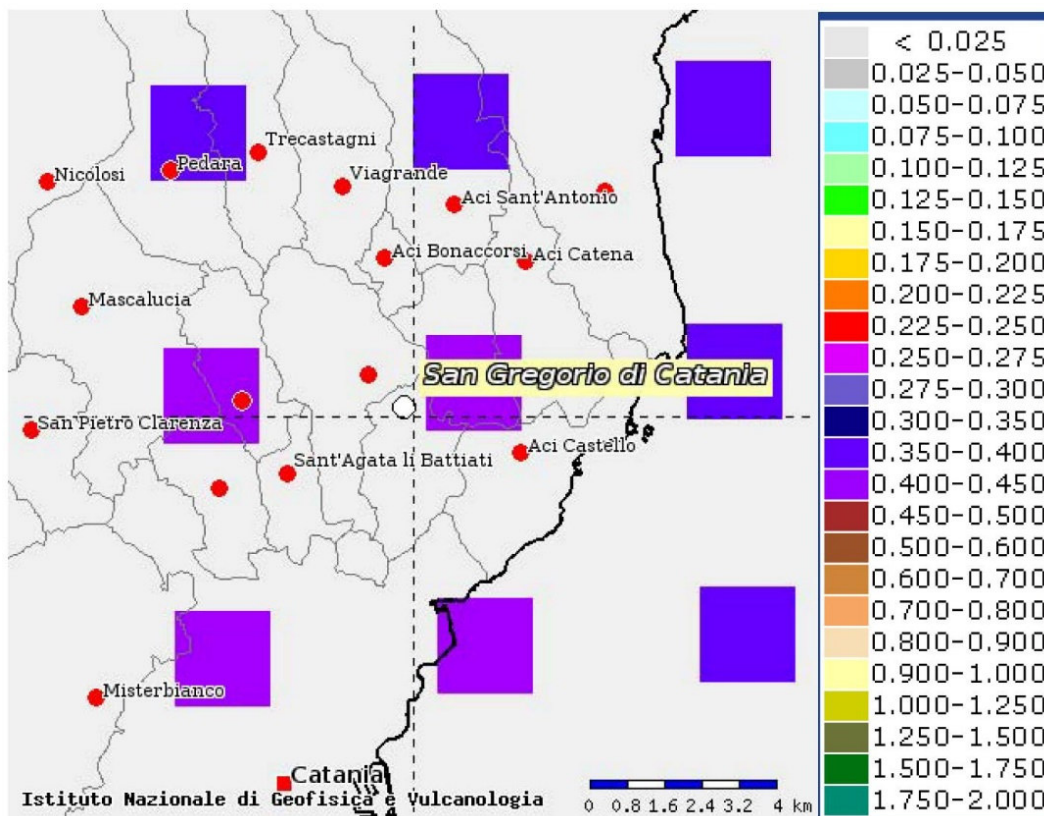 Trecastagni
Pedara
Nicolosi
Viagrande
Aci Sant'Antonio
Aci Bonaccorsi
Aci Catena
Mascalucia
San Gregorio di Catania
San Pietro Clarenza
Aci Castello
Sant'Agata li Battiati
Misterbianco
Catania
Istituto Nazionale di Geofisica e Vulcanologia
0 0.8 1.6 2.4 3.2 4 km
< 0.025
0.025-0.050
0.050-0.075
0.075-0.100
0.100-0.125
0.125-0.150
0.150-0.175
0.175-0.200
0.200-0.225
0.225-0.250
0.250-0.275
0.275-0.300
0.300-0.350
0.350-0.400
0.400-0.450
0.450-0.500
0.500-0.600
0.600-0.700
0.700-0.800
0.800-0.900
0.900-1.000
1.000-1.250
1.250-1.500
1.500-1.750
1.750-2.000